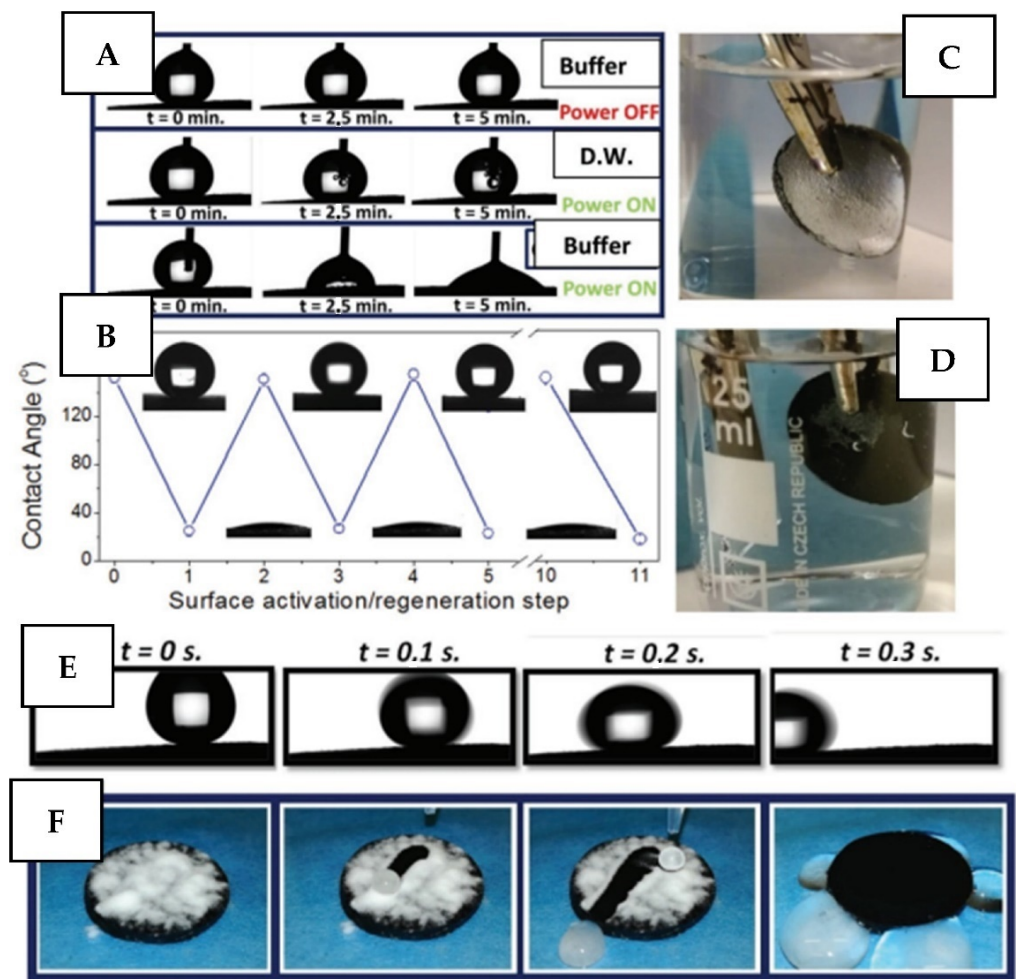 A
Buffer
Power OFF
t = 0 min.
t = 2.5 min.
t = 5 min.
D.W.
Power ON
t = 0 min.
t = 2.5 min.
t = 5 min.
Buffer
Power ON
t = 0 min.
t = 2.5 min.
t = 5 min.
C
B
Contact Angle (°)
120
80
40
0
0
1
2
3
4
5
10
11
Surface activation/regeneration step
D
25
ml
CZECH REPUBLIC
E
t = 0 s.
t = 0.1 s.
t = 0.2 s.
t = 0.3 s.
F